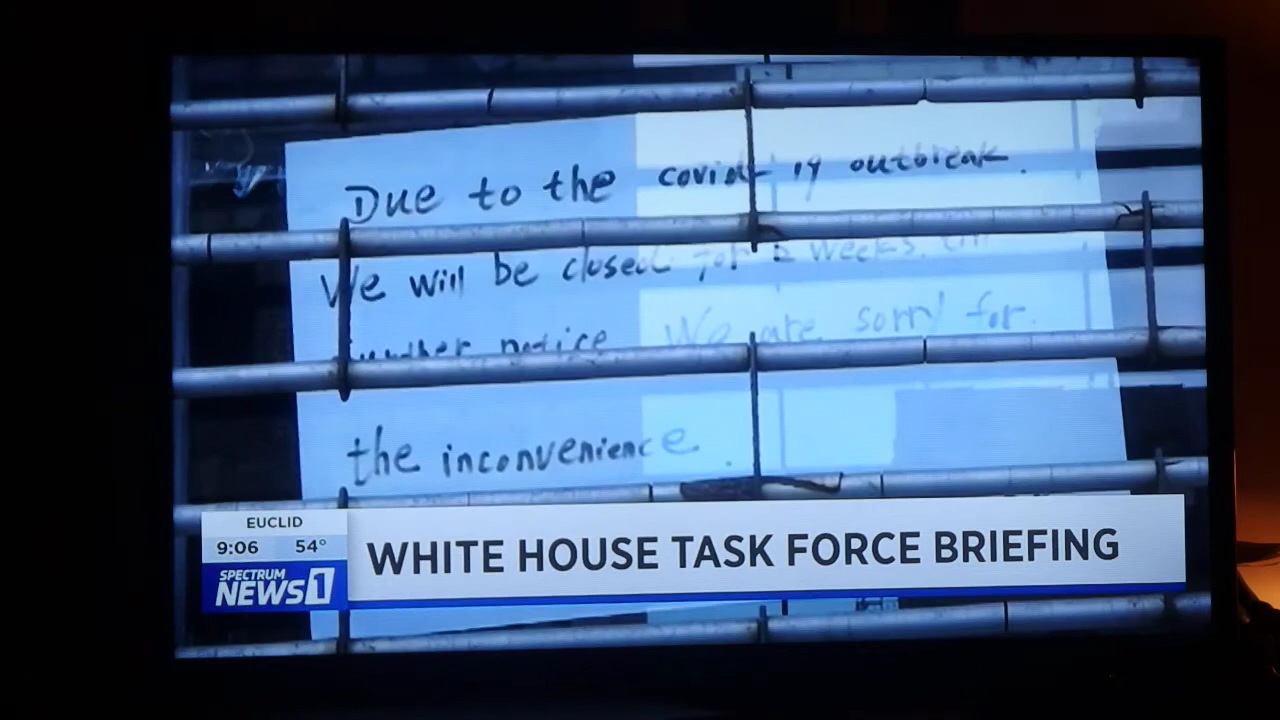 Due to the covid 19 outbreak.
We will be closed for 2 weeks. till
further notice We are sorry for
the inconvenience.
EUCLID
9:06 54°
SPECTRUM
NEWS 1
WHITE HOUSE TASK FORCE BRIEFING